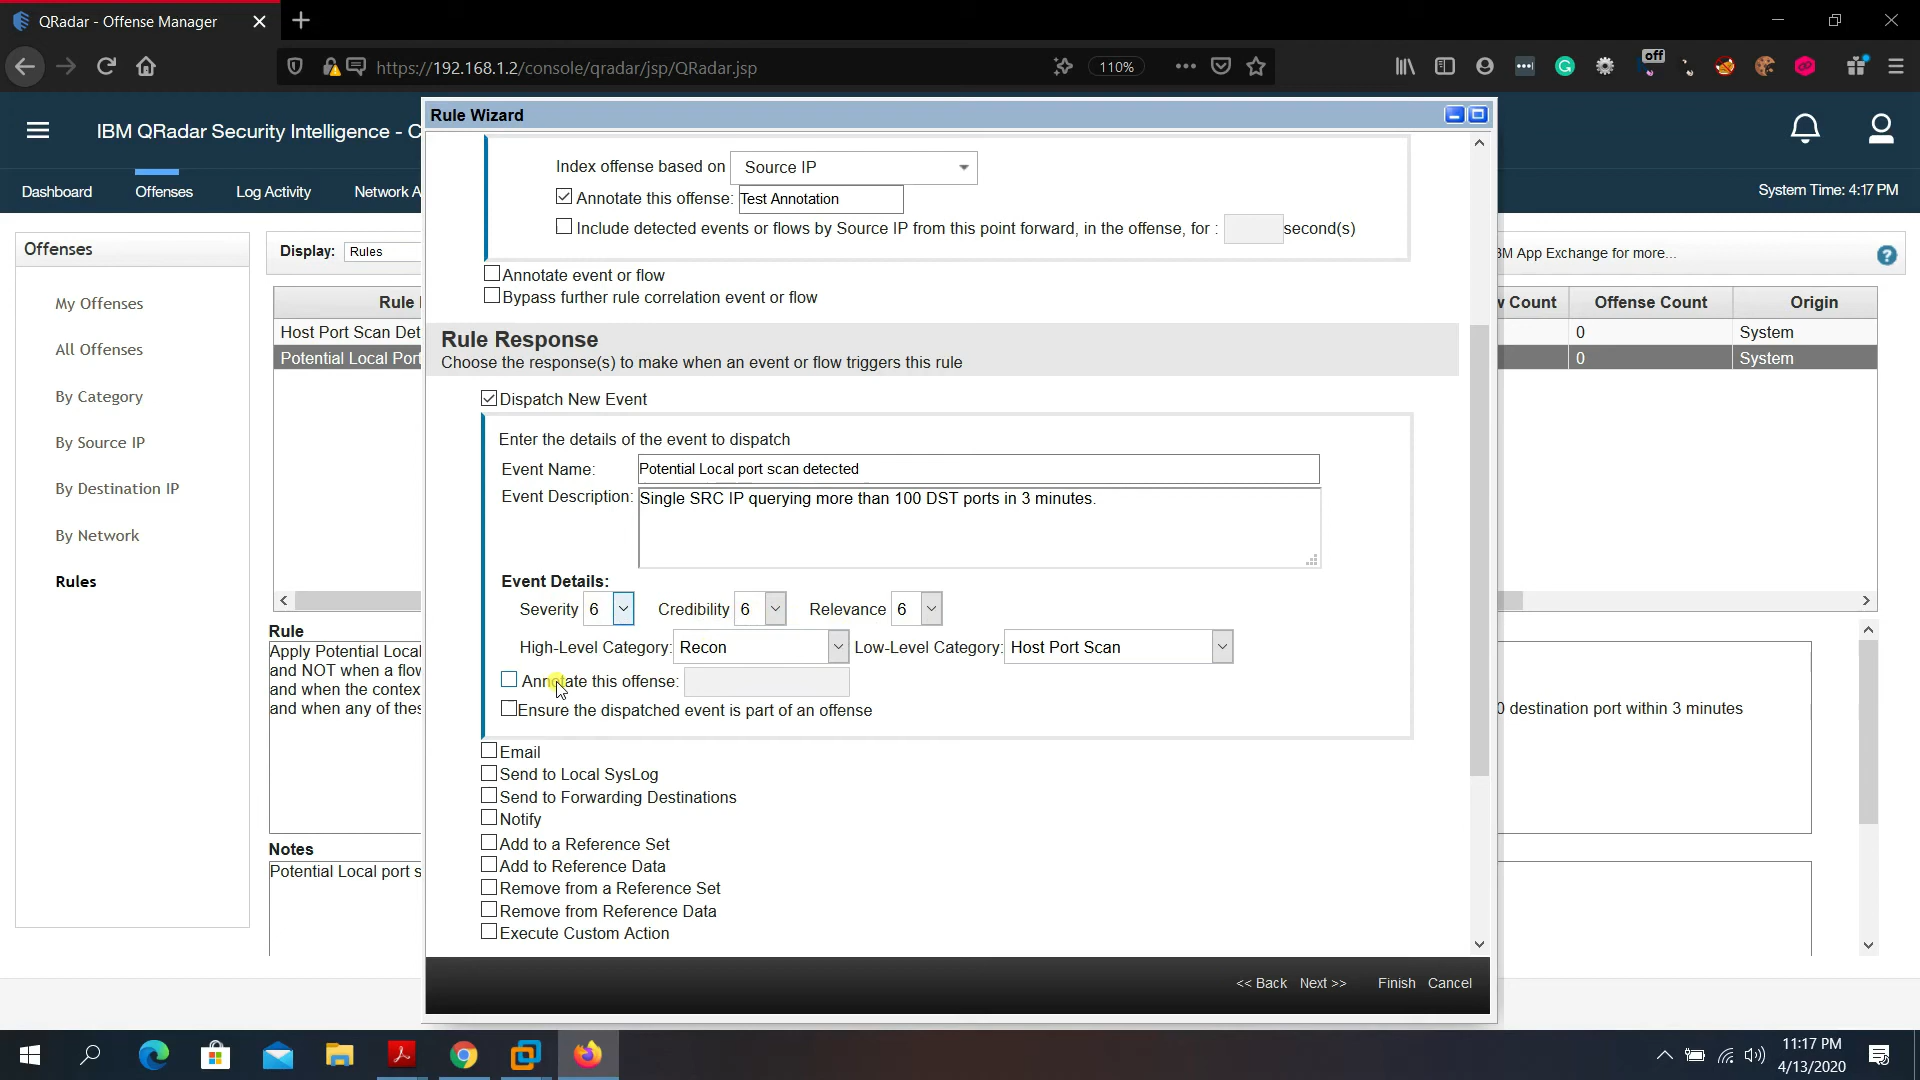 QRadar - Offense Manager
https://192.168.1.2/console/qradar/jsp/QRadar.jsp
110%
off
IBM QRadar Security Intelligence - C
Dashboard
Offenses
Log Activity
Network A
System Time: 4:17 PM
Offenses
My Offenses
All Offenses
By Category
By Source IP
By Destination IP
By Network
Rules
Display:
Rules
Rule
Host Port Scan Det
Potential Local Port
Rule
Apply Potential Local
and NOT when a flow
and when the contex
and when any of thes
Notes
Potential Local port s
Rule Wizard
Index offense based on
Source IP
Annotate this offense:
Test Annotation
Include detected events or flows by Source IP from this point forward, in the offense, for :
second(s)
Annotate event or flow
Bypass further rule correlation event or flow
Rule Response
Choose the response(s) to make when an event or flow triggers this rule
Dispatch New Event
Enter the details of the event to dispatch
Event Name:
Potential Local port scan detected
Event Description:
Single SRC IP querying more than 100 DST ports in 3 minutes.
Event Details:
Severity
6
Credibility
6
Relevance
6
High-Level Category:
Recon
Low-Level Category:
Host Port Scan
Annotate this offense:
Ensure the dispatched event is part of an offense
Email
Send to Local SysLog
Send to Forwarding Destinations
Notify
Add to a Reference Set
Add to Reference Data
Remove from a Reference Set
Remove from Reference Data
Execute Custom Action
<< Back
Next >>
Finish
Cancel
BM App Exchange for more...
w Count
Offense Count
Origin
0
System
0
System
0 destination port within 3 minutes
11:17 PM
4/13/2020